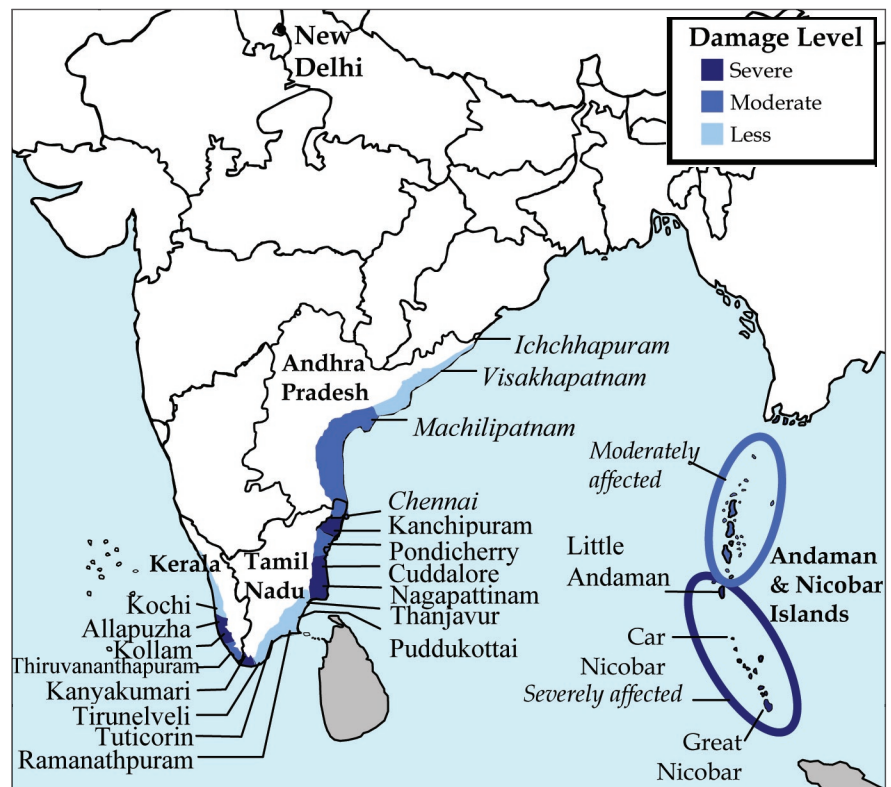 New
Delhi
Damage Level
Severe
Moderate
Less
Ichchhapuram
Visakhapatnam
Andhra
Pradesh
Machilipatnam
Moderately
affected
Chennai
Kanchipuram
Pondicherry
Cuddalore
Nagapattinam
Thanjavur
Puddukottai
Kerala
Tamil
Nadu
Little
Andaman
Andaman
& Nicobar
Islands
Kochi
Allapuzha
Kollam
Thiruvananthapuram
Kanyakumari
Tirunelveli
Tuticorin
Ramanathpuram
Car
Nicobar
Severely affected
Great
Nicobar